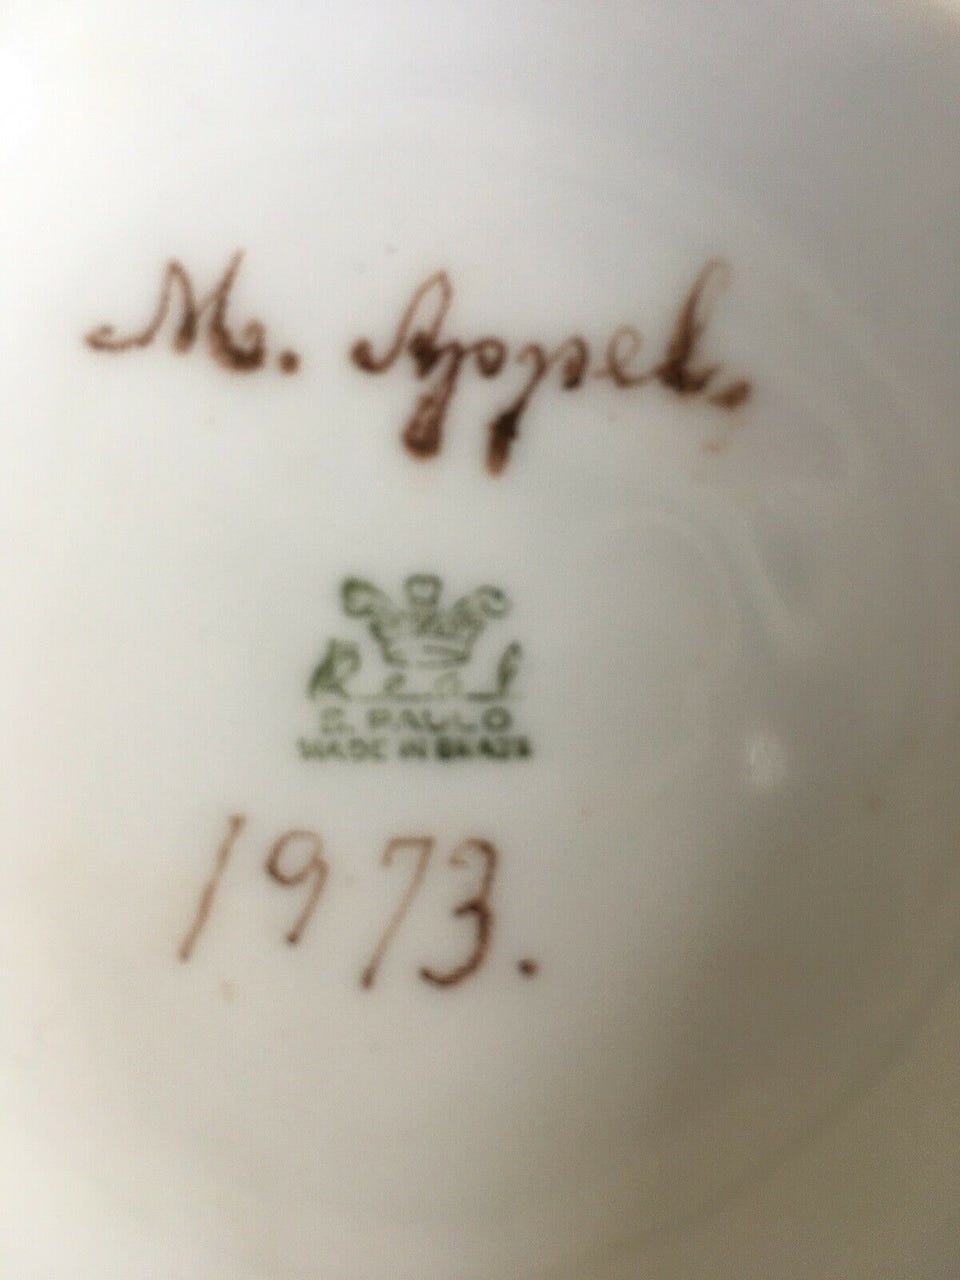 M. Appel,
Real
S. PAULO
MADE IN BRAZIL
1973.